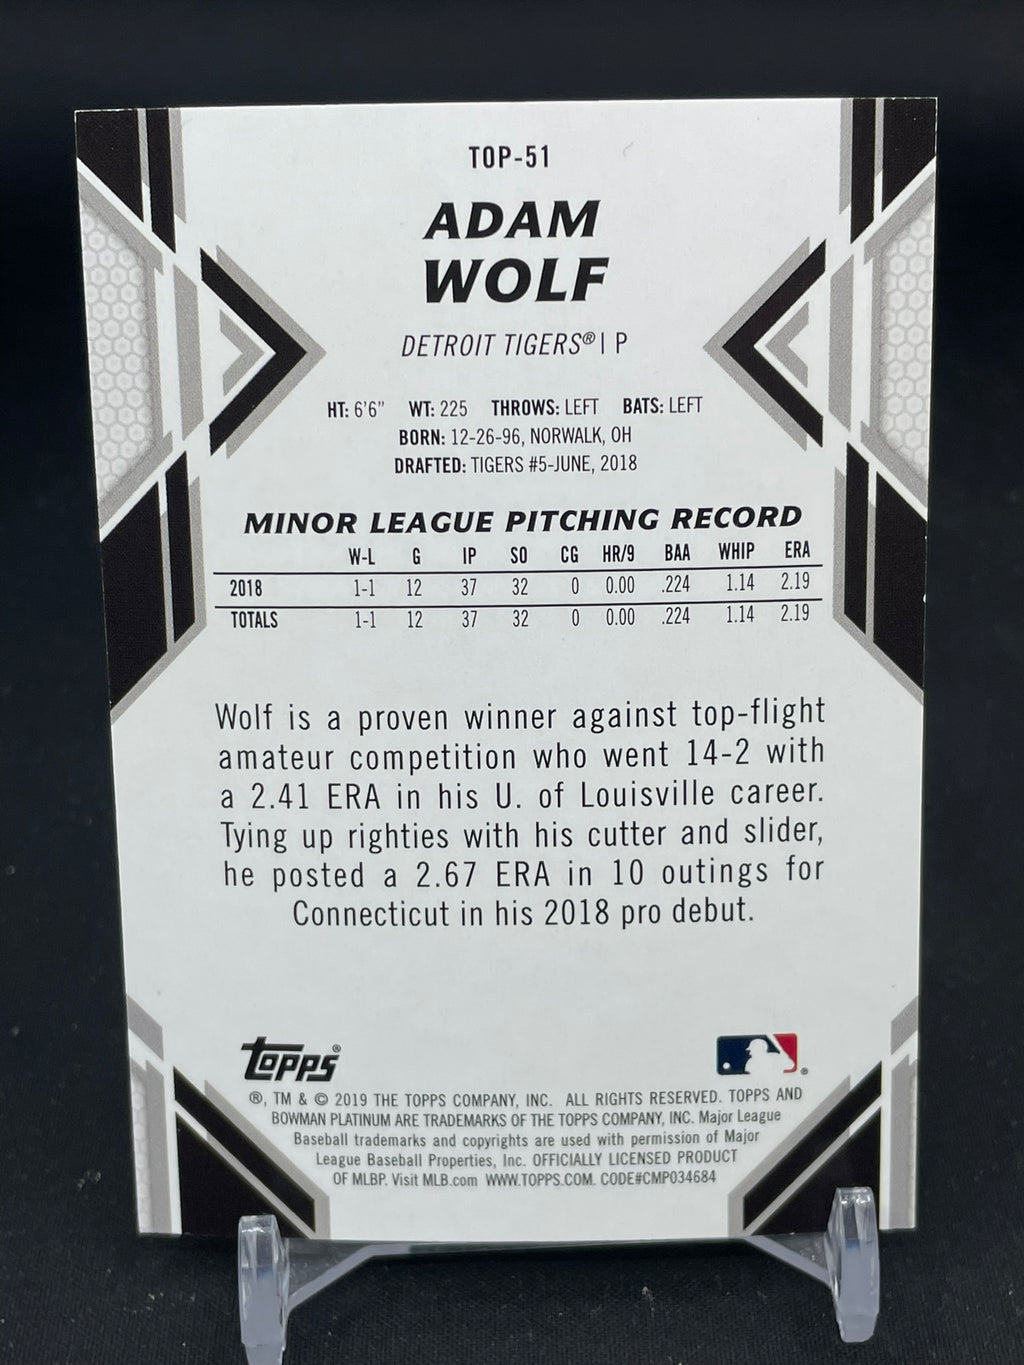 TOP-51
ADAM
WOLF
DETROIT TIGERS® | P
HT: 6'6" WT: 225 THROWS: LEFT BATS: LEFT
BORN: 12-26-96, NORWALK, OH
DRAFTED: TIGERS #5-JUNE, 2018
MINOR LEAGUE PITCHING RECORD
W-L G IP SO CG HR/9 BAA WHIP ERA
2018 1-1 12 37 32 0 0.00 .224 1.14 2.19
TOTALS 1-1 12 37 32 0 0.00 .224 1.14 2.19
Wolf is a proven winner against top-flight
amateur competition who went 14-2 with
a 2.41 ERA in his U. of Louisville career.
Tying up righties with his cutter and slider,
he posted a 2.67 ERA in 10 outings for
Connecticut in his 2018 pro debut.
Topps®
®, TM & © 2019 THE TOPPS COMPANY, INC. ALL RIGHTS RESERVED. TOPPS AND
BOWMAN PLATINUM ARE TRADEMARKS OF THE TOPPS COMPANY, INC. Major League
Baseball trademarks and copyrights are used with permission of Major
League Baseball Properties, Inc. OFFICIALLY LICENSED PRODUCT
OF MLBP. Visit MLB.com WWW.TOPPS.COM. CODE#CMP034684